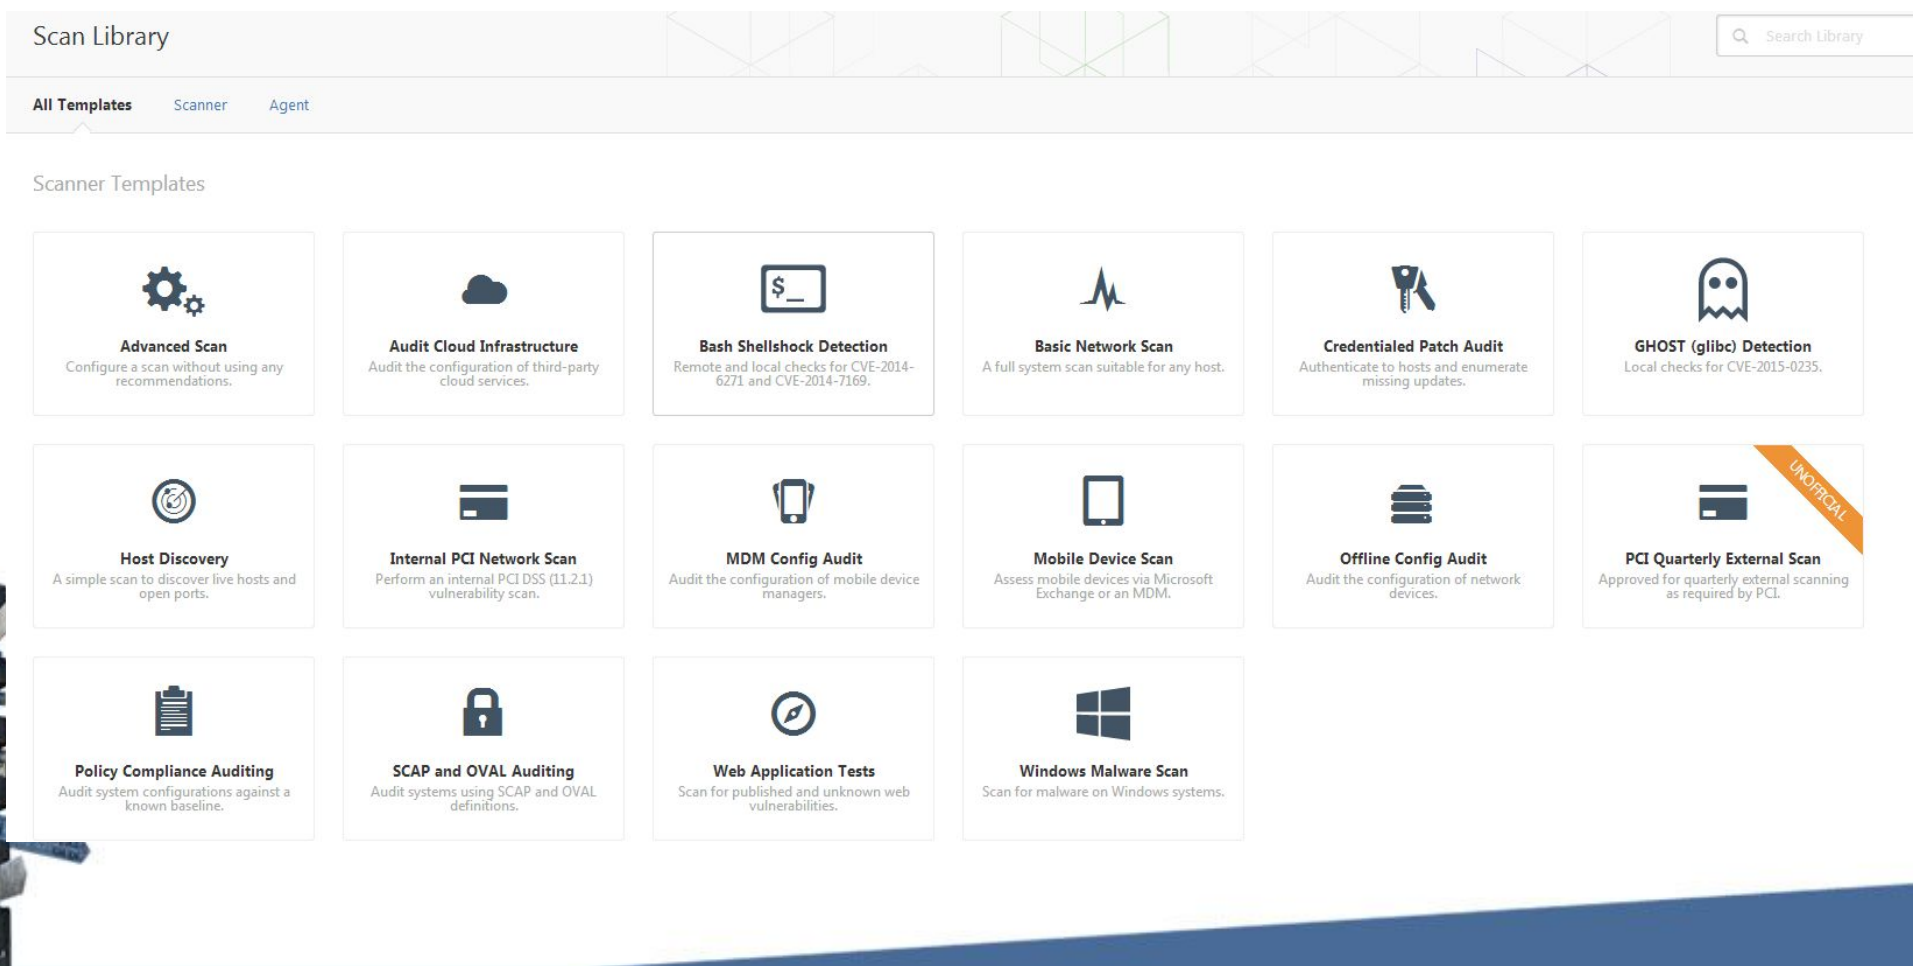 Scan Library
Search Library
All Templates Scanner Agent
Scanner Templates
$_
Advanced Scan
Configure a scan without using any
recommendations.
Audit Cloud Infrastructure
Audit the configuration of third-party
cloud services.
Bash Shellshock Detection
Remote and local checks for CVE-2014-
6271 and CVE-2014-7169.
Basic Network Scan
A full system scan suitable for any host.
Credentialed Patch Audit
Authenticate to hosts and enumerate
missing updates.
GHOST (glibc) Detection
Local checks for CVE-2015-0235.
Host Discovery
A simple scan to discover live hosts and
open ports.
Internal PCI Network Scan
Perform an internal PCI DSS (11.2.1)
vulnerability scan.
MDM Config Audit
Audit the configuration of mobile device
managers.
Mobile Device Scan
Assess mobile devices via Microsoft
Exchange or an MDM.
Offline Config Audit
Audit the configuration of network
devices.
UNOFFICIAL
PCI Quarterly External Scan
Approved for quarterly external scanning
as required by PCI.
Policy Compliance Auditing
Audit system configurations against a
known baseline.
SCAP and OVAL Auditing
Audit systems using SCAP and OVAL
definitions.
Web Application Tests
Scan for published and unknown web
vulnerabilities.
Windows Malware Scan
Scan for malware on Windows systems.